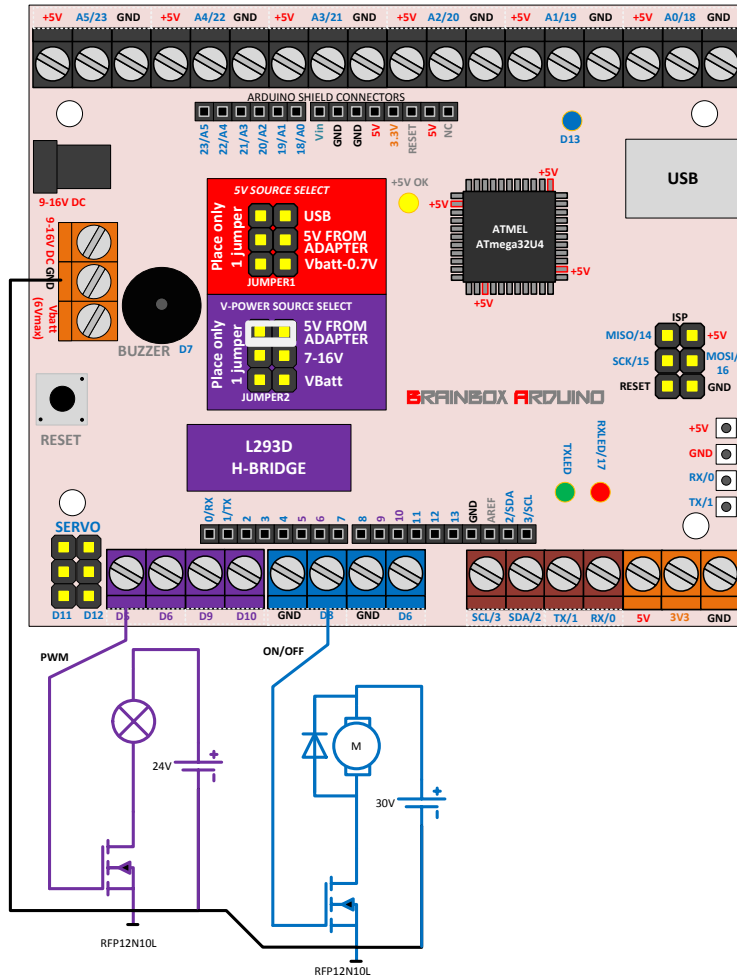 +5V A5/23 GND +5V A4/22 GND +5V A3/21 GND +5V A2/20 GND +5V A1/19 GND +5V A0/18 GND
ARDUINO SHIELD CONNECTORS
23/A5 22/A4 21/A3 20/A2 19/A1 18/A0 Vin GND GND 5V 3.3V RESET 5V NC
D13
9-16V DC
USB
+5V OK
5V SOURCE SELECT
Place only
1 jumper
USB
5V FROM
ADAPTER
Vbatt-0.7V
JUMPER1
+5V
+5V
+5V
+5V
ATMEL
ATmega32U4
9-16V DC
GND
Vbatt
(6Vmax)
BUZZER
D7
V-POWER SOURCE SELECT
Place only
1 jumper
5V FROM
ADAPTER
7-16V
VBatt
JUMPER2
ISP
MISO/14 +5V
SCK/15 MOSI/
16
RESET GND
BRAINBOX ARDUINO
RESET
L293D
H-BRIDGE
+5V
GND
RX/0
TX/1
TXLED
RXLED/17
0/RX 1/TX 2 3 4 5 6 7 8 9 10 11 12 13 GND AREF 2/SDA 3/SCL
SERVO
D11 D12 D5 D6 D9 D10 GND D3 GND D6 SCL/3 SDA/2 TX/1 RX/0 5V 3V3 GND
PWM
ON/OFF
24V
+
M
30V
+
RFP12N10L
RFP12N10L